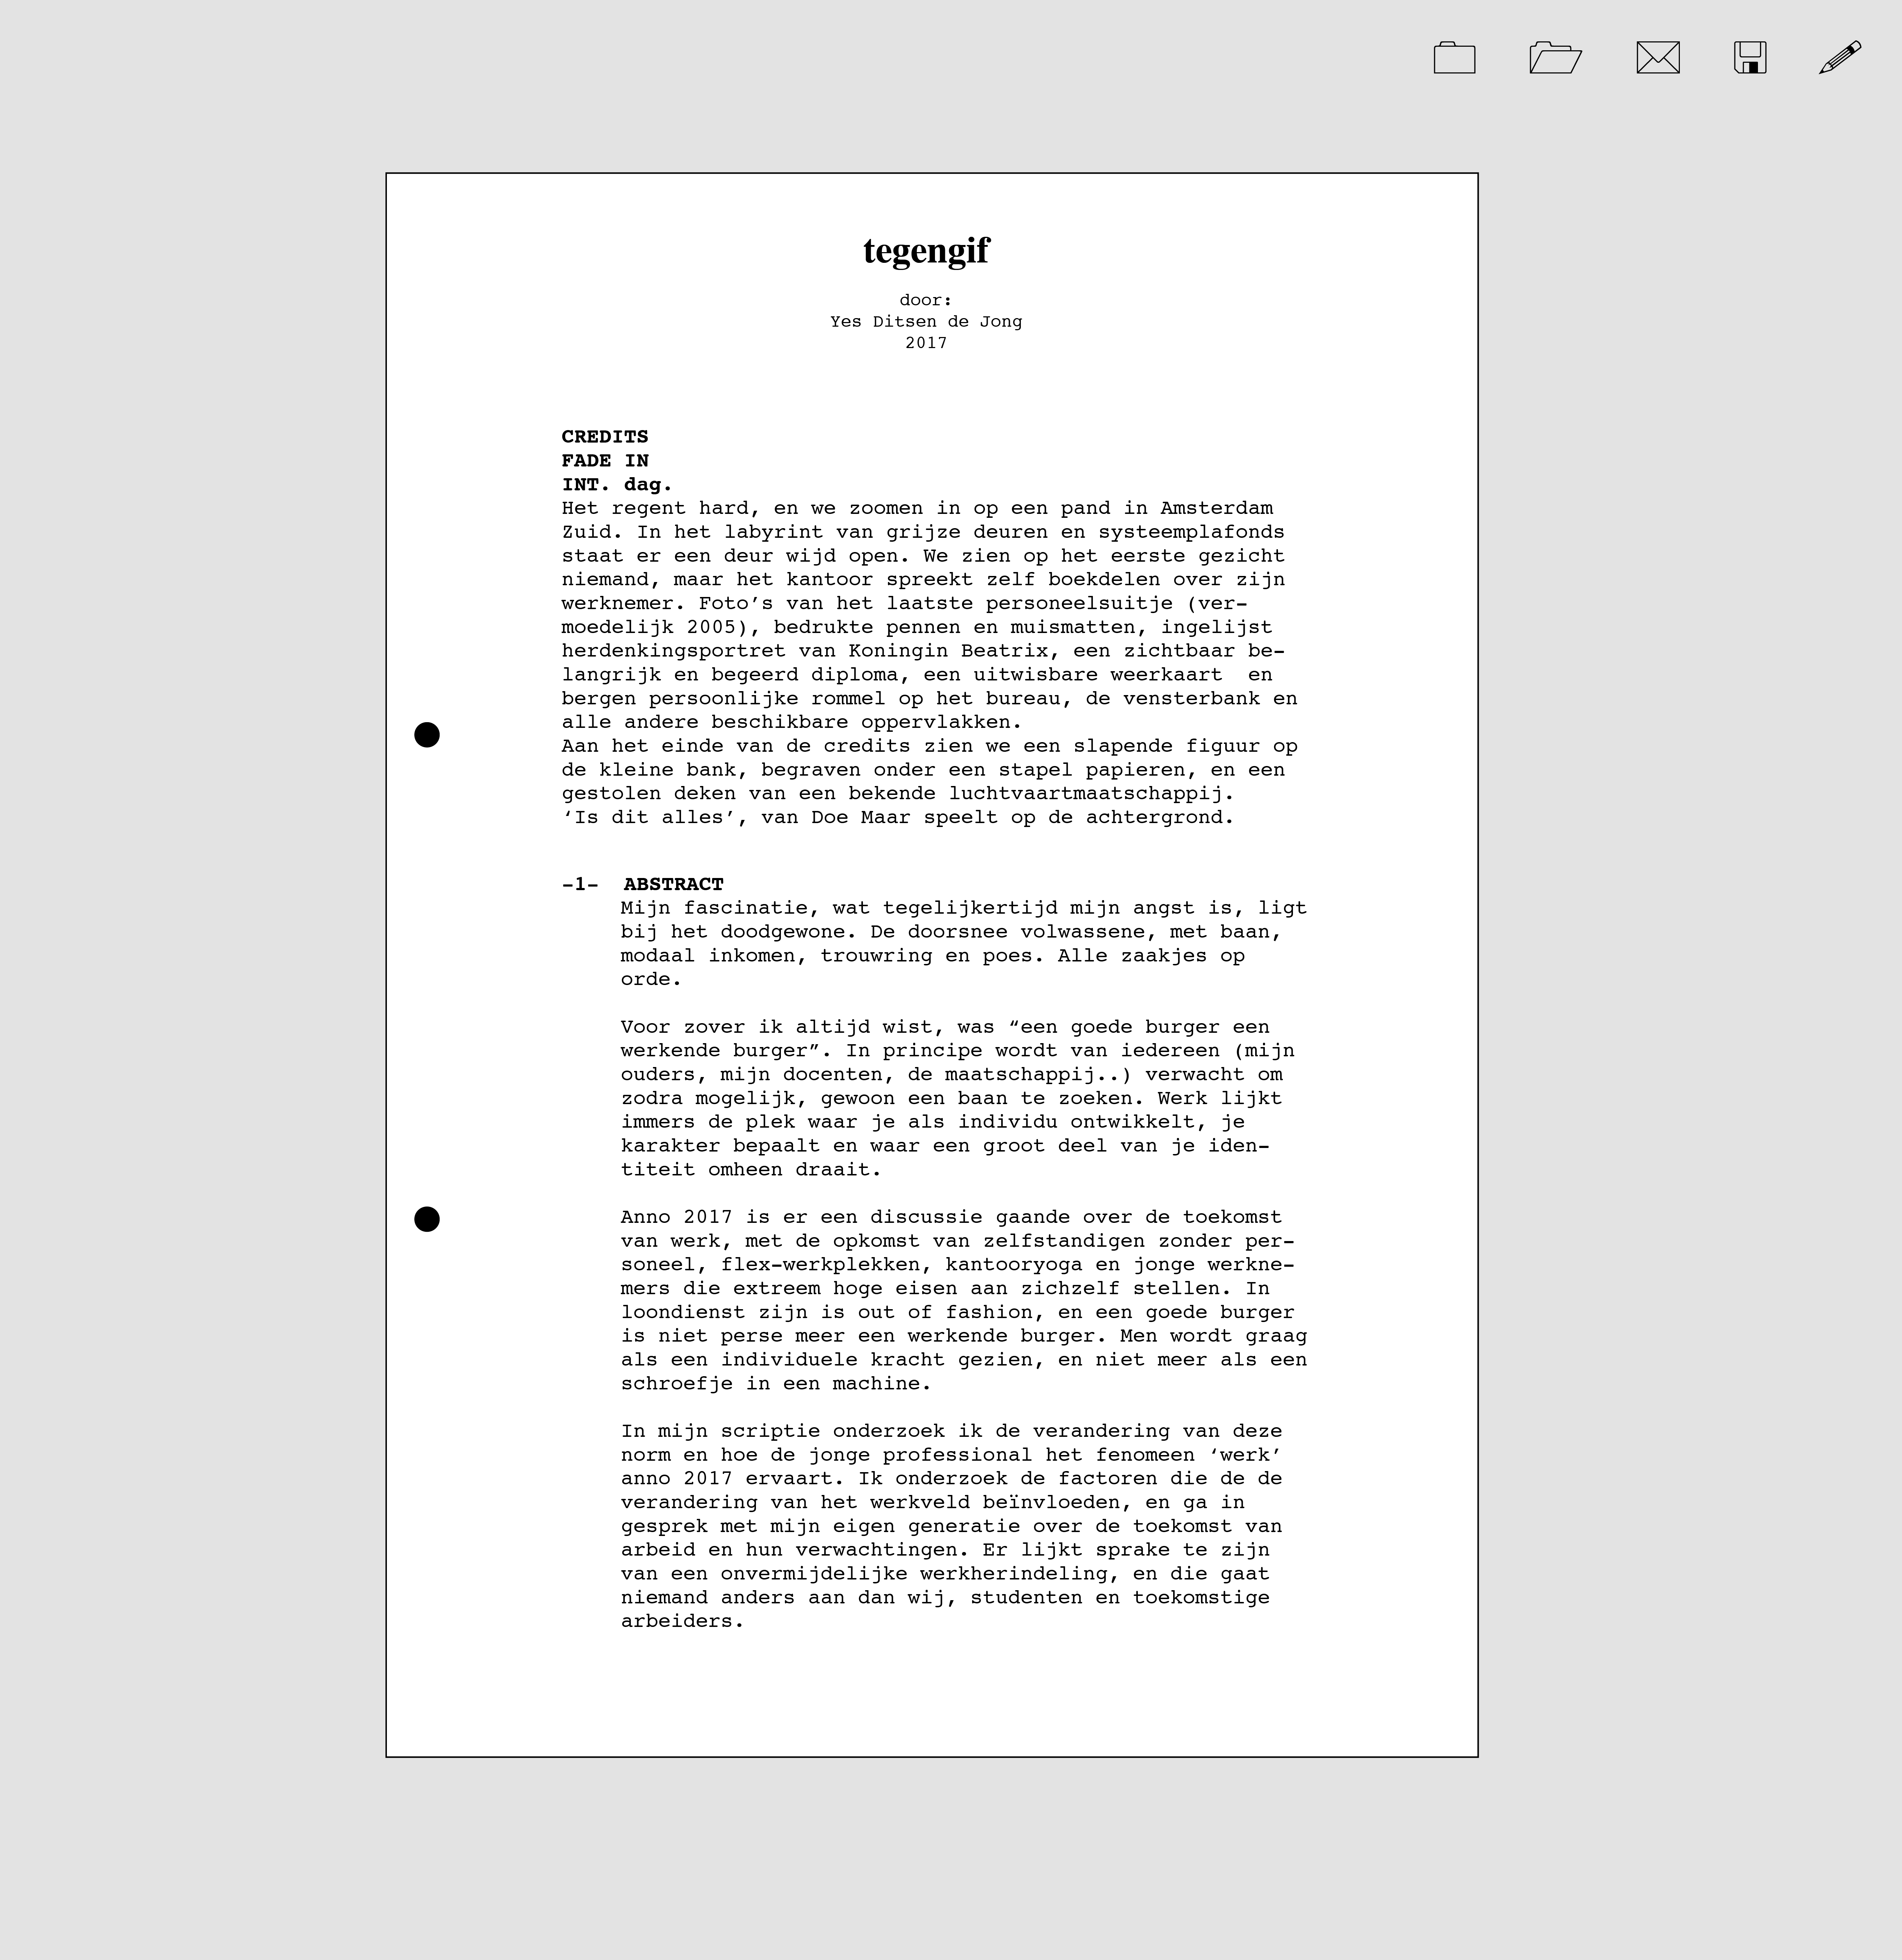 tegengif
door:
Yes Ditsen de Jong
2017
CREDITS
FADE IN
INT. dag.
Het regent hard, en we zoomen in op een pand in Amsterdam
Zuid. In het labyrint van grijze deuren en systeemplafonds
staat er een deur wijd open. We zien op het eerste gezicht
niemand, maar het kantoor spreekt zelf boekdelen over zijn
werknemer. Foto’s van het laatste personeelsuitje (ver-
moedelijk 2005), bedrukte pennen en muismatten, ingelijst
herdenkingsportret van Koningin Beatrix, een zichtbaar be-
langrijk en begeerd diploma, een uitwisbare weerkaart  en
bergen persoonlijke rommel op het bureau, de vensterbank en
alle andere beschikbare oppervlakken.
Aan het einde van de credits zien we een slapende figuur op
de kleine bank, begraven onder een stapel papieren, en een
gestolen deken van een bekende luchtvaartmaatschappij.
‘Is dit alles’, van Doe Maar speelt op de achtergrond.
-1-  ABSTRACT
Mijn fascinatie, wat tegelijkertijd mijn angst is, ligt
bij het doodgewone. De doorsnee volwassene, met baan,
modaal inkomen, trouwring en poes. Alle zaakjes op
orde.
Voor zover ik altijd wist, was “een goede burger een
werkende burger”. In principe wordt van iedereen (mijn
ouders, mijn docenten, de maatschappij..) verwacht om
zodra mogelijk, gewoon een baan te zoeken. Werk lijkt
immers de plek waar je als individu ontwikkelt, je
karakter bepaalt en waar een groot deel van je iden-
titeit omheen draait.
Anno 2017 is er een discussie gaande over de toekomst
van werk, met de opkomst van zelfstandigen zonder per-
soneel, flex-werkplekken, kantooryoga en jonge werkne-
mers die extreem hoge eisen aan zichzelf stellen. In
loondienst zijn is out of fashion, en een goede burger
is niet perse meer een werkende burger. Men wordt graag
als een individuele kracht gezien, en niet meer als een
schroefje in een machine.
In mijn scriptie onderzoek ik de verandering van deze
norm en hoe de jonge professional het fenomeen ‘werk’
anno 2017 ervaart. Ik onderzoek de factoren die de de
verandering van het werkveld beïnvloeden, en ga in
gesprek met mijn eigen generatie over de toekomst van
arbeid en hun verwachtingen. Er lijkt sprake te zijn
van een onvermijdelijke werkherindeling, en die gaat
niemand anders aan dan wij, studenten en toekomstige
arbeiders.